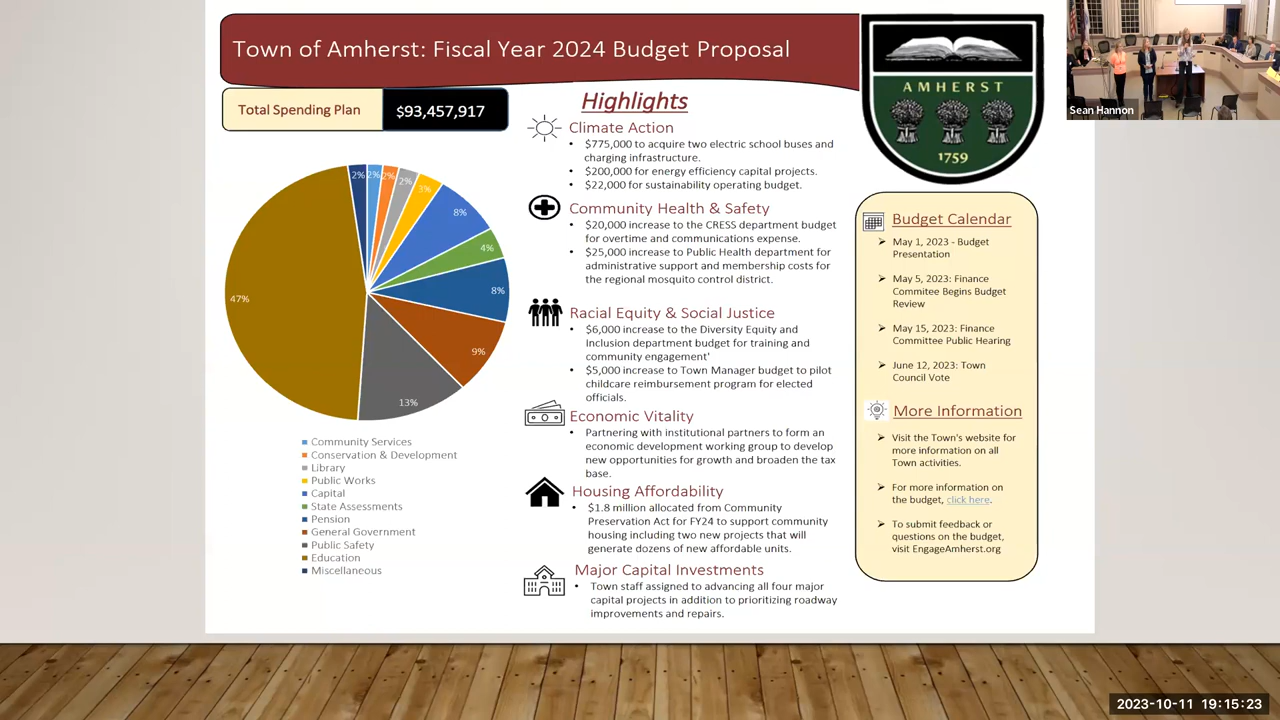 Town of Amherst: Fiscal Year 2024 Budget Proposal
Total Spending Plan
$93,457,917
2%
2%
2%
2%
3%
8%
4%
8%
9%
13%
47%
Community Services
Conservation & Development
Library
Public Works
Capital
State Assessments
Pension
General Government
Public Safety
Education
Miscellaneous
Highlights
Climate Action
• $775,000 to acquire two electric school buses and
charging infrastructure.
• $200,000 for energy efficiency capital projects.
• $22,000 for sustainability operating budget.
Community Health & Safety
• $20,000 increase to the CRESS department budget
for overtime and communications expense.
• $25,000 increase to Public Health department for
administrative support and membership costs for
the regional mosquito control district.
Racial Equity & Social Justice
• $6,000 increase to the Diversity Equity and
Inclusion department budget for training and
community engagement'
• $5,000 increase to Town Manager budget to pilot
childcare reimbursement program for elected
officials.
Economic Vitality
• Partnering with institutional partners to form an
economic development working group to develop
new opportunities for growth and broaden the tax
base.
Housing Affordability
• $1.8 million allocated from Community
Preservation Act for FY24 to support community
housing including two new projects that will
generate dozens of new affordable units.
Major Capital Investments
• Town staff assigned to advancing all four major
capital projects in addition to prioritizing roadway
improvements and repairs.
AMHERST
1759
Budget Calendar
➢ May 1, 2023 - Budget
Presentation
➢ May 5, 2023: Finance
Commitee Begins Budget
Review
➢ May 15, 2023: Finance
Committee Public Hearing
➢ June 12, 2023: Town
Council Vote
More Information
➢ Visit the Town's website for
more information on all
Town activities.
➢ For more information on
the budget, click here.
➢ To submit feedback or
questions on the budget,
visit EngageAmherst.org
Sean Hannon
2023-10-11 19:15:23